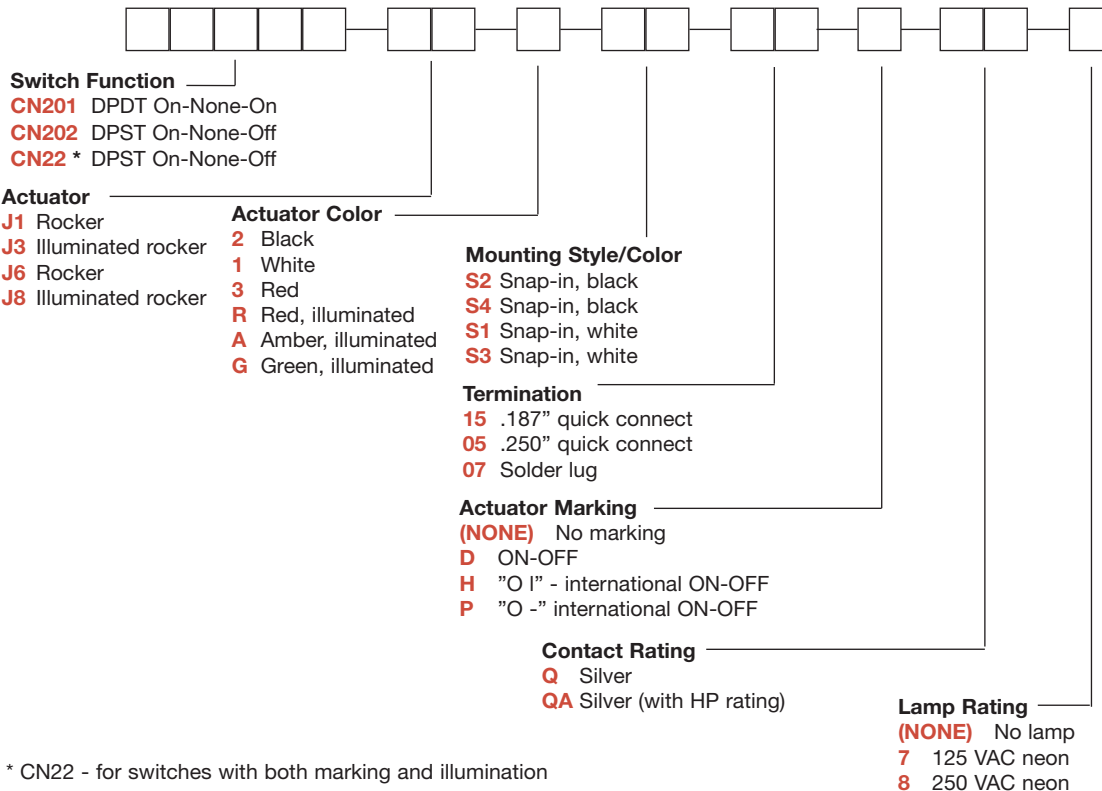 Switch Function
CN201 DPDT On-None-On
CN202 DPST On-None-Off
CN22 * DPST On-None-Off
Actuator
J1 Rocker
J3 Illuminated rocker
J6 Rocker
J8 Illuminated rocker
Actuator Color
2 Black
1 White
3 Red
R Red, illuminated
A Amber, illuminated
G Green, illuminated
Mounting Style/Color
S2 Snap-in, black
S4 Snap-in, black
S1 Snap-in, white
S3 Snap-in, white
Termination
15 .187” quick connect
05 .250” quick connect
07 Solder lug
Actuator Marking
(NONE) No marking
D ON-OFF
H ”O I” - international ON-OFF
P ”O -” international ON-OFF
Contact Rating
Q Silver
QA Silver (with HP rating)
Lamp Rating
(NONE) No lamp
7 125 VAC neon
8 250 VAC neon
* CN22 - for switches with both marking and illumination